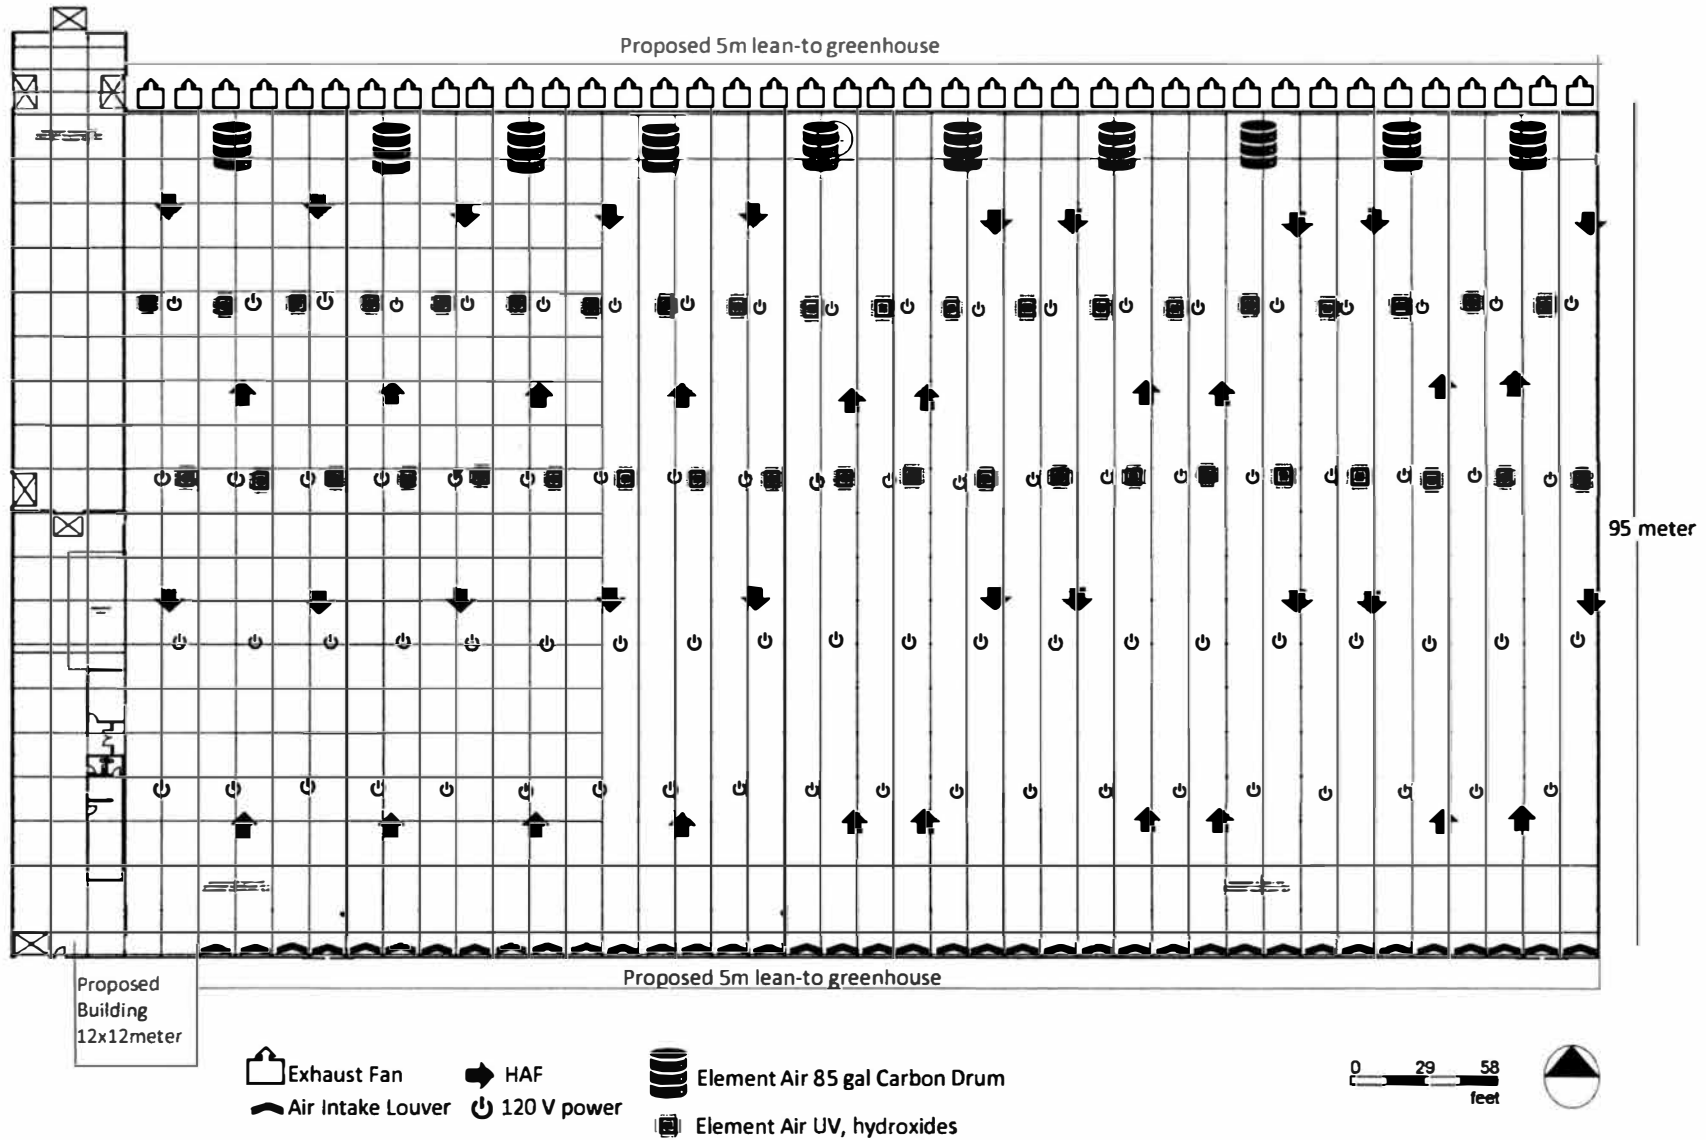 Proposed 5m lean-to greenhouse
95 meter
Proposed 5m lean-to greenhouse
Proposed
Building
12x12meter
Exhaust Fan
HAF
Element Air 85 gal Carbon Drum
0 29 58
feet
Air Intake Louver
120 V power
Element Air UV, hydroxides